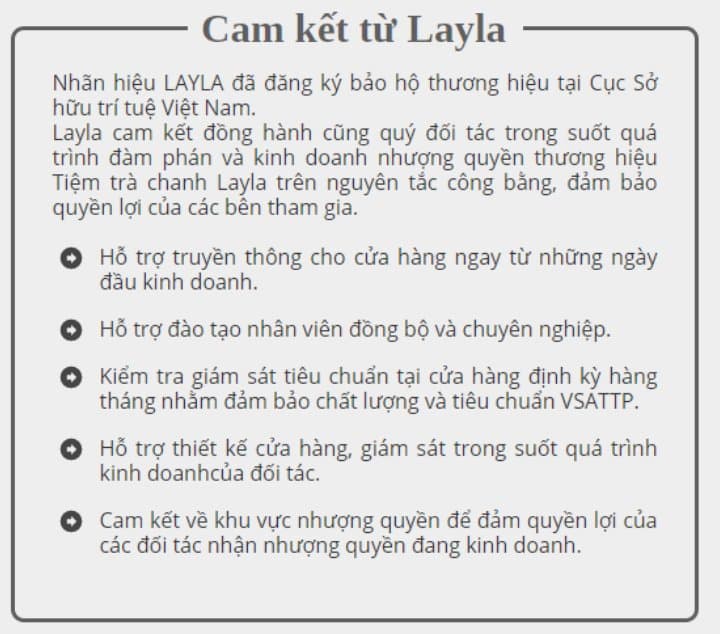 Cam kết từ Layla
Nhãn hiệu LAYLA đã đăng ký bảo hộ thương hiệu tại Cục Sở
hữu trí tuệ Việt Nam.
Layla cam kết đồng hành cũng quý đối tác trong suốt quá
trình đàm phán và kinh doanh nhượng quyền thương hiệu
Tiệm trà chanh Layla trên nguyên tắc công bằng, đảm bảo
quyền lợi của các bên tham gia.
Hỗ trợ truyền thông cho cửa hàng ngay từ những ngày
đầu kinh doanh.
Hỗ trợ đào tạo nhân viên đồng bộ và chuyên nghiệp.
Kiểm tra giám sát tiêu chuẩn tại cửa hàng định kỳ hàng
tháng nhằm đảm bảo chất lượng và tiêu chuẩn VSATTP.
Hỗ trợ thiết kế cửa hàng, giám sát trong suốt quá trình
kinh doanhcủa đối tác.
Cam kết về khu vực nhượng quyền để đảm quyền lợi của
các đối tác nhận nhượng quyền đang kinh doanh.